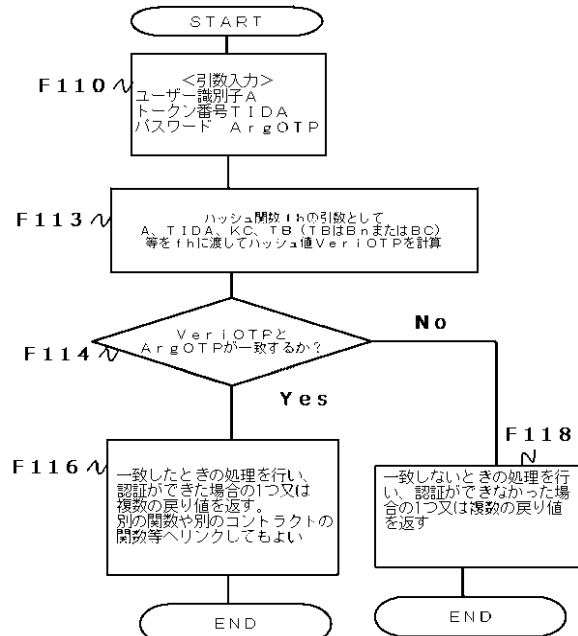 START
F110
<引数入力>
ユーザー識別子A
トークン番号TIDA
パスワード ArgOTP
F113
ハッシュ関数fhの引数として
A、TIDA、KC、TB(TBはBnまたはBC)
等をfhに渡してハッシュ値VeriOTPを計算
F114
VeriOTPと
ArgOTPが一致するか?
No
Yes
F116
一致したときの処理を行い、
認証ができた場合の1つ又は
複数の戻り値を返す。
別の関数や別のコントラクトの
関数等へリンクしてもよい
F118
一致しないときの処理を行
い、認証ができなかった場
合の1つ又は複数の戻り値
を返す
END
END